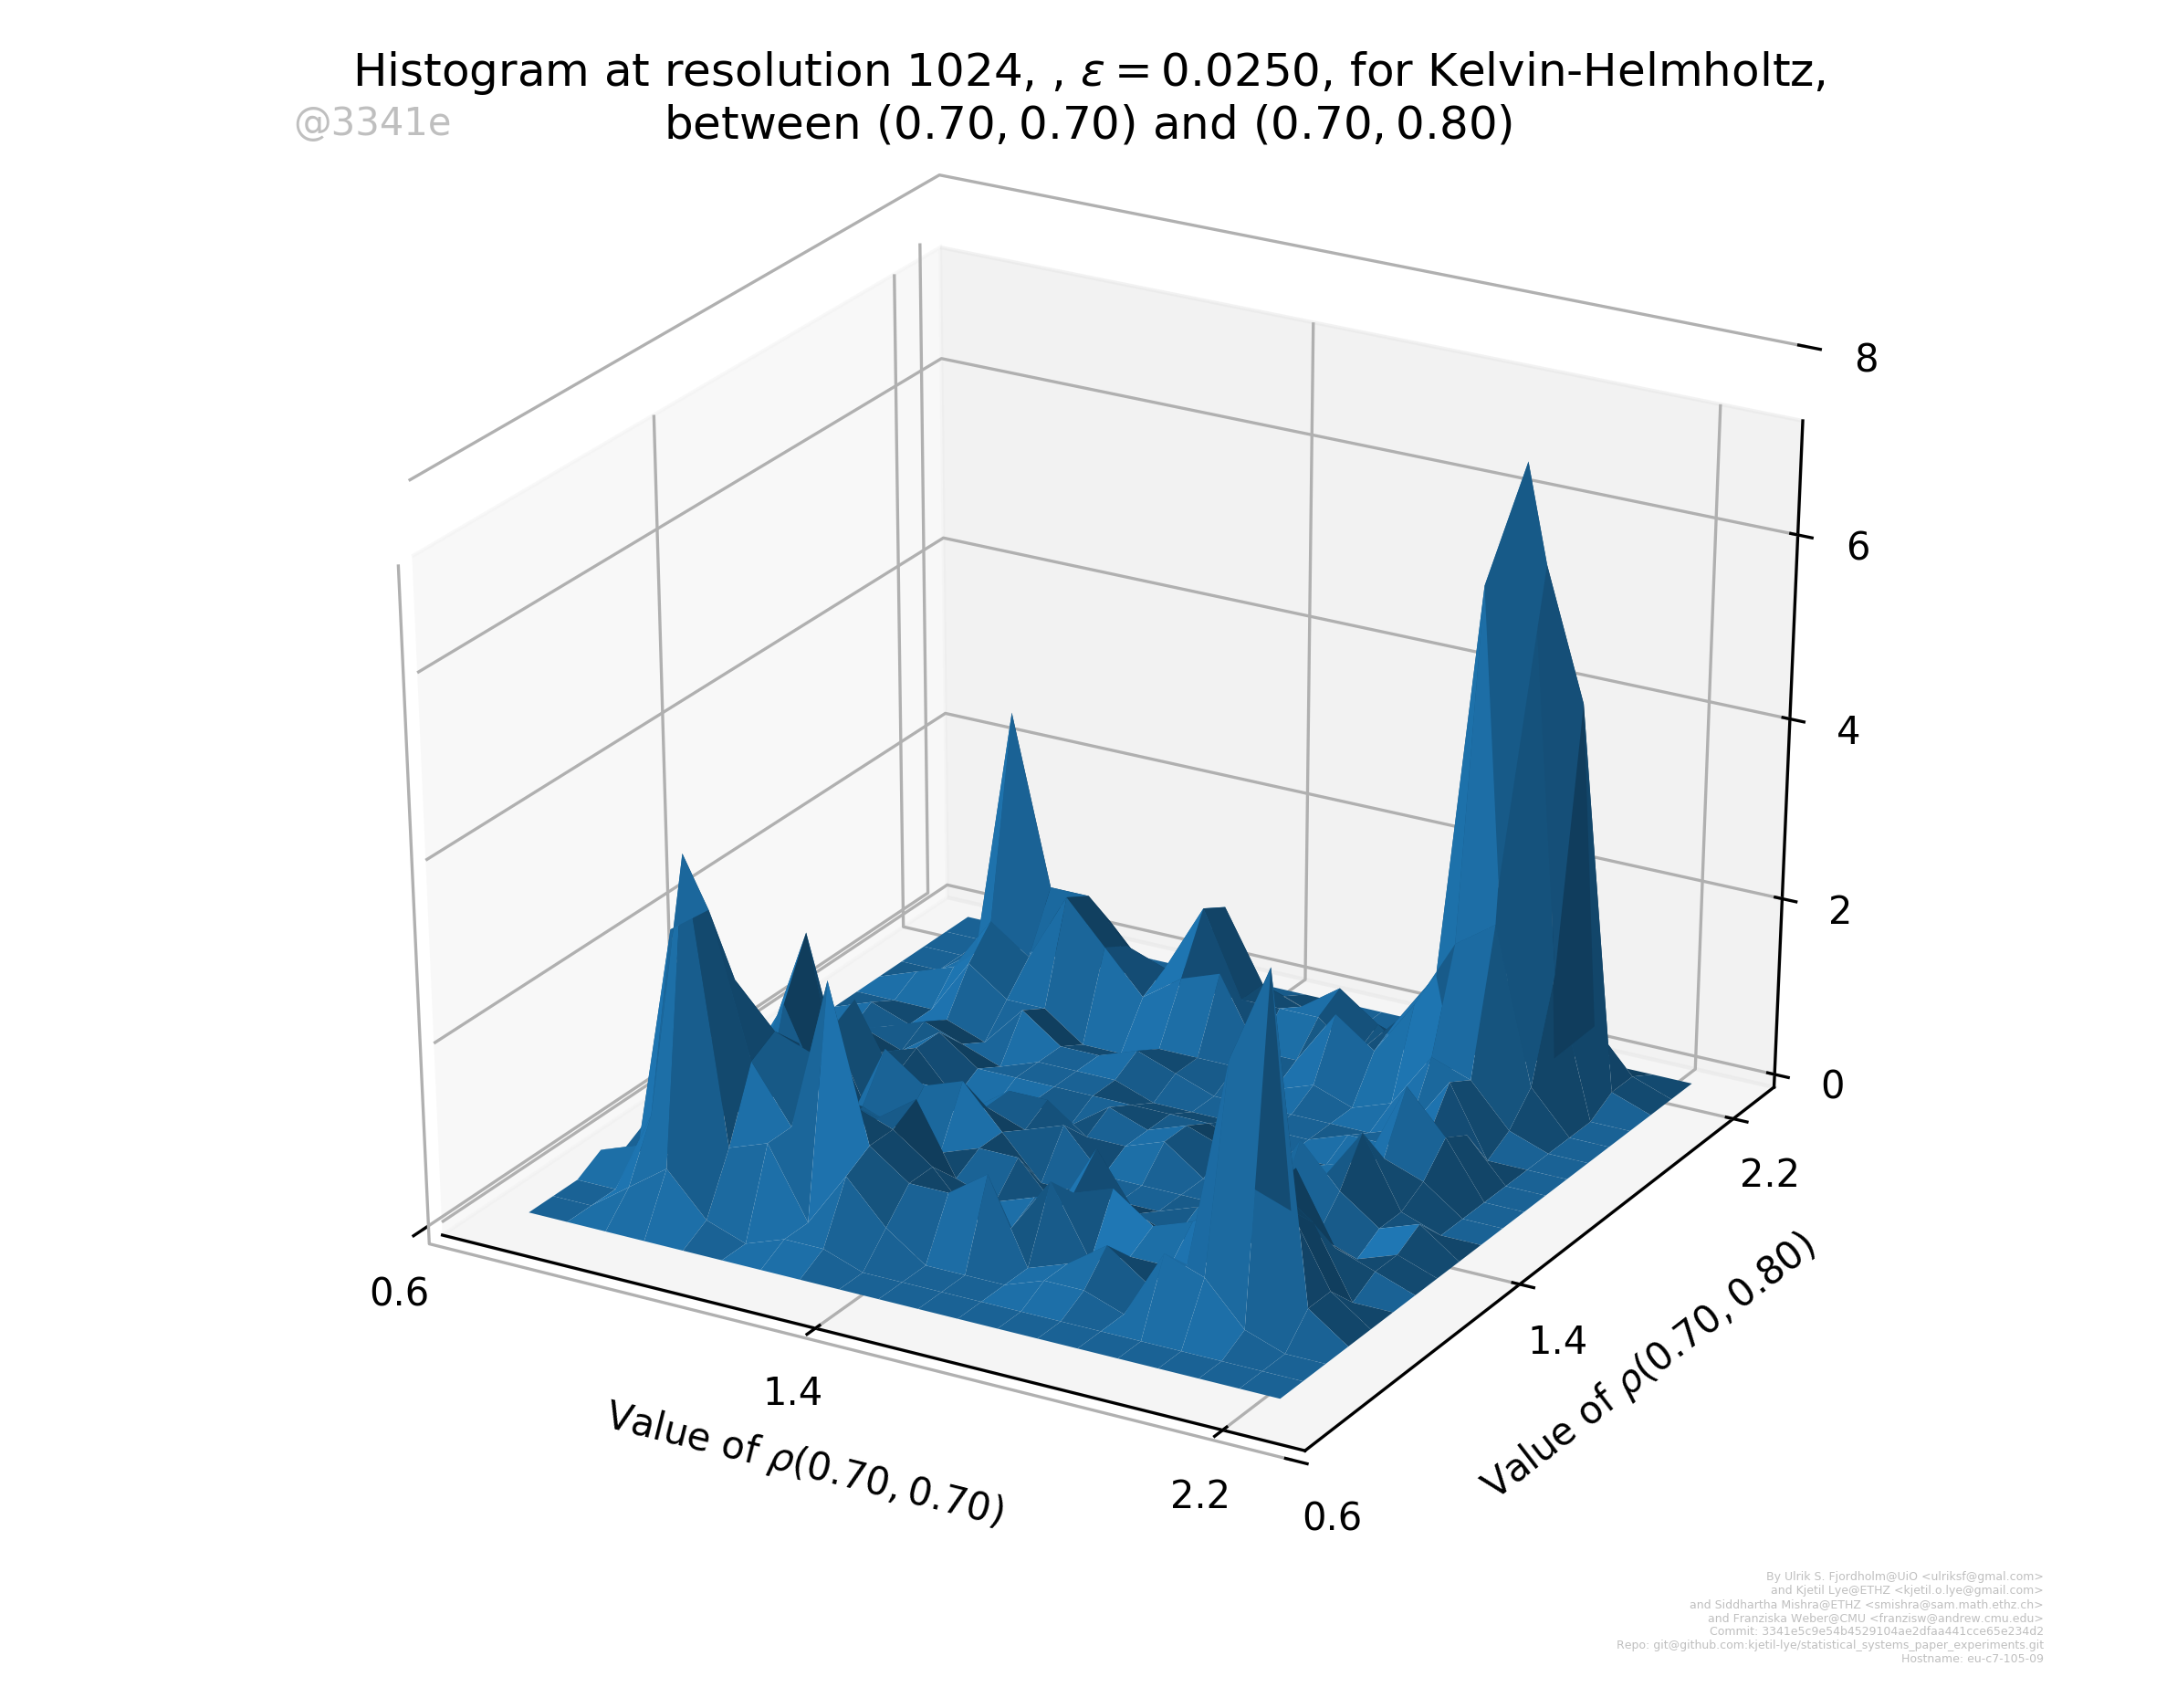 Histogram at resolution 1024, , ε = 0.0250, for Kelvin-Helmholtz,
between (0.70, 0.70) and (0.70, 0.80)
@3341e
8
6
4
2
0
2.2
1.4
0.6
Value of ρ(0.70, 0.80)
0.6
1.4
2.2
Value of ρ(0.70, 0.70)
By Ulrik S. Fjordholm@UiO <ulriksf@gmal.com>
and Kjetil Lye@ETHZ <kjetil.o.lye@gmail.com>
and Siddhartha Mishra@ETHZ <smishra@sam.math.ethz.ch>
and Franziska Weber@CMU <franzisw@andrew.cmu.edu>
Commit: 3341e5c9e54b4529104ae2dfaa441cce65e234d2
Repo: git@github.com:kjetil-lye/statistical_systems_paper_experiments.git
Hostname: eu-c7-105-09